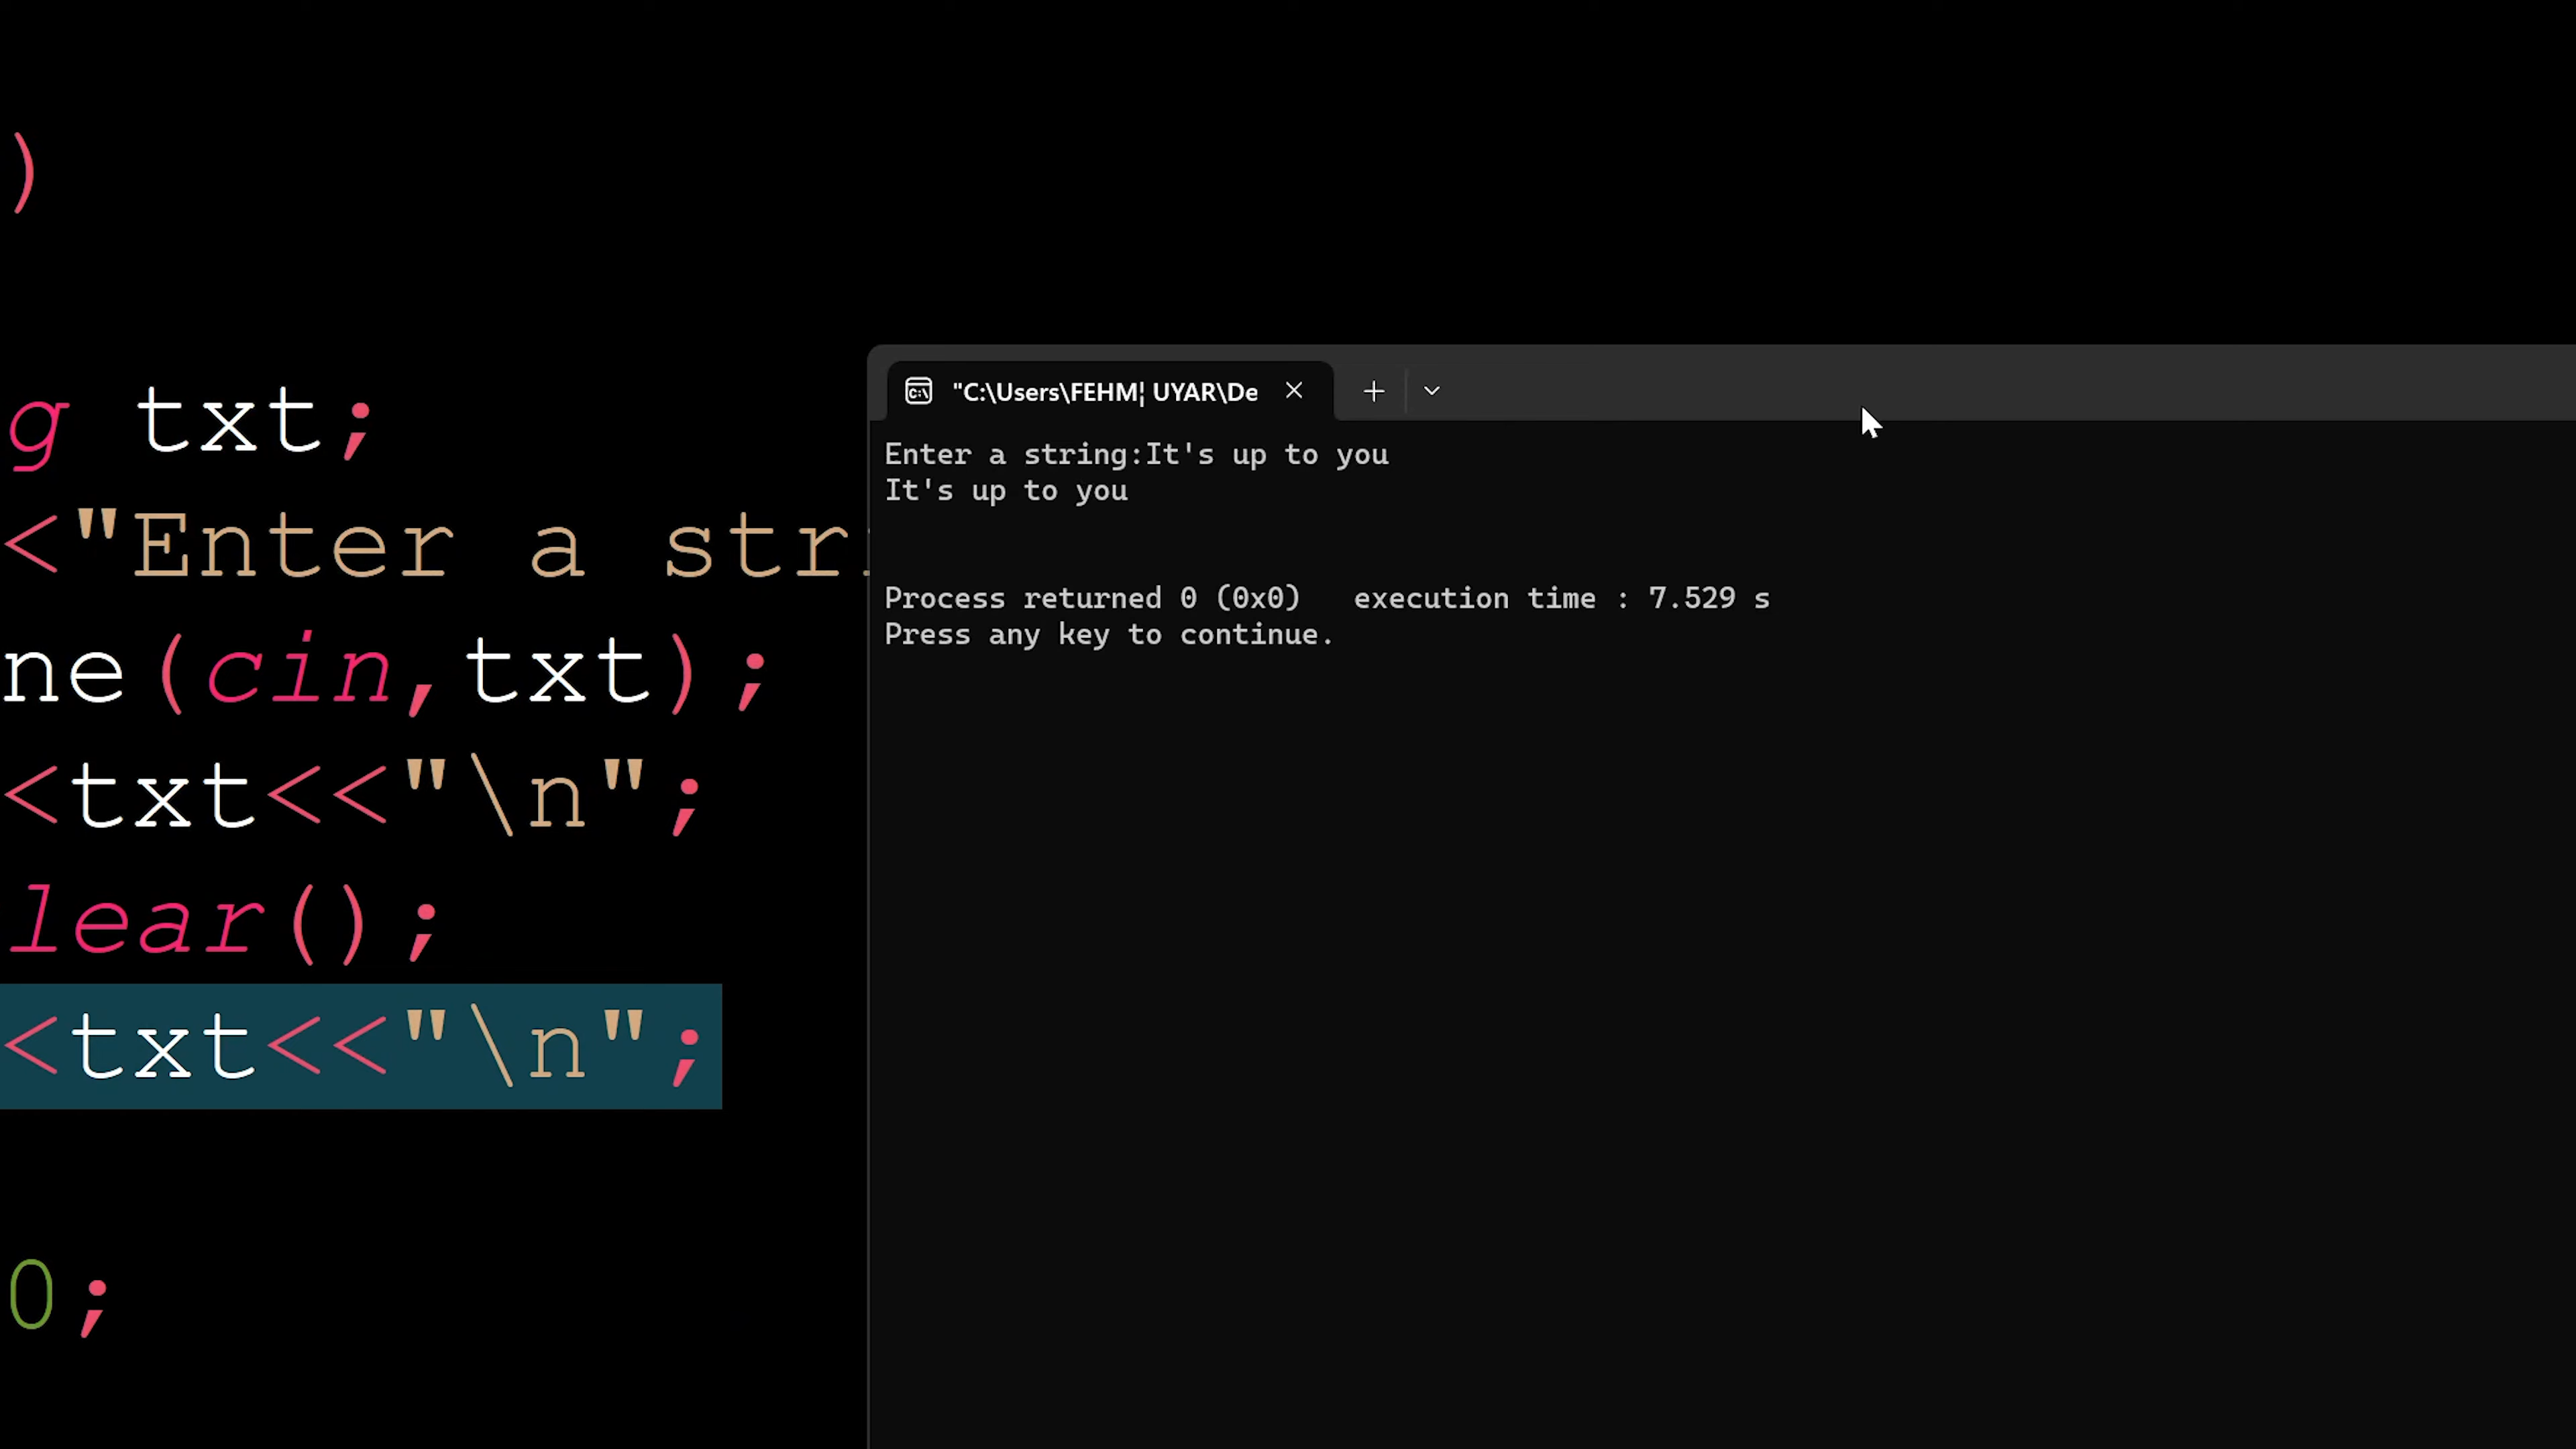 )
g txt;
<"Enter a str
ne(cin,txt);
<txt<<"\n";
lear();
<txt<<"\n";
0;
"C:\Users\FEHM¦ UYAR\De
Enter a string:It's up to you
It's up to you
Process returned 0 (0x0)   execution time : 7.529 s
Press any key to continue.